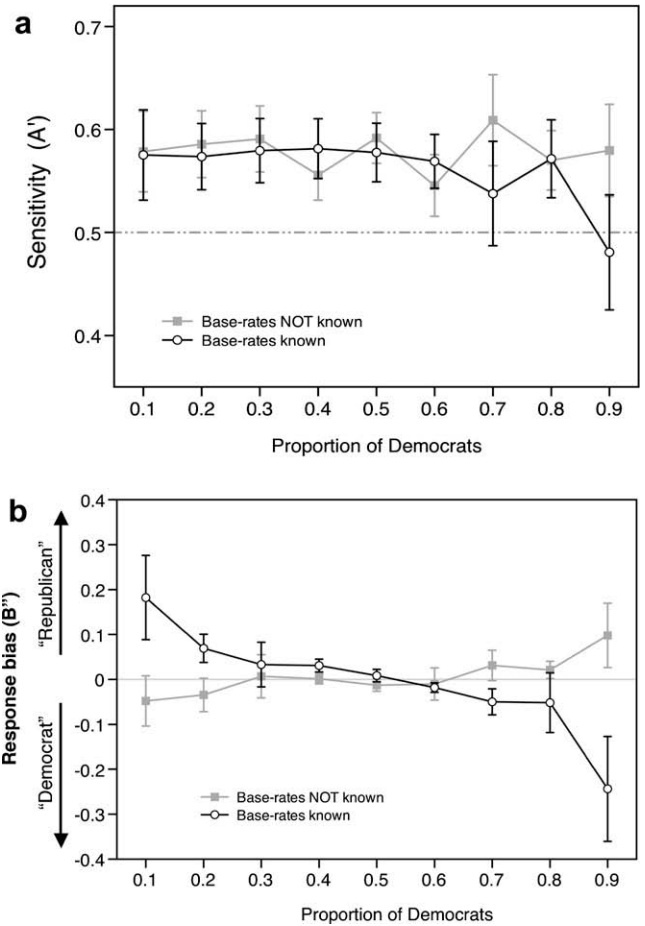 a
0.7
0.6
0.5
0.4
Sensitivity (A')
Base-rates NOT known
Base-rates known
0.1 0.2 0.3 0.4 0.5 0.6 0.7 0.8 0.9
Proportion of Democrats
b
0.4
0.3
0.2
0.1
0
-0.1
-0.2
-0.3
-0.4
Response bias (B")
"Republican"
"Democrat"
Base-rates NOT known
Base-rates known
0.1 0.2 0.3 0.4 0.5 0.6 0.7 0.8 0.9
Proportion of Democrats